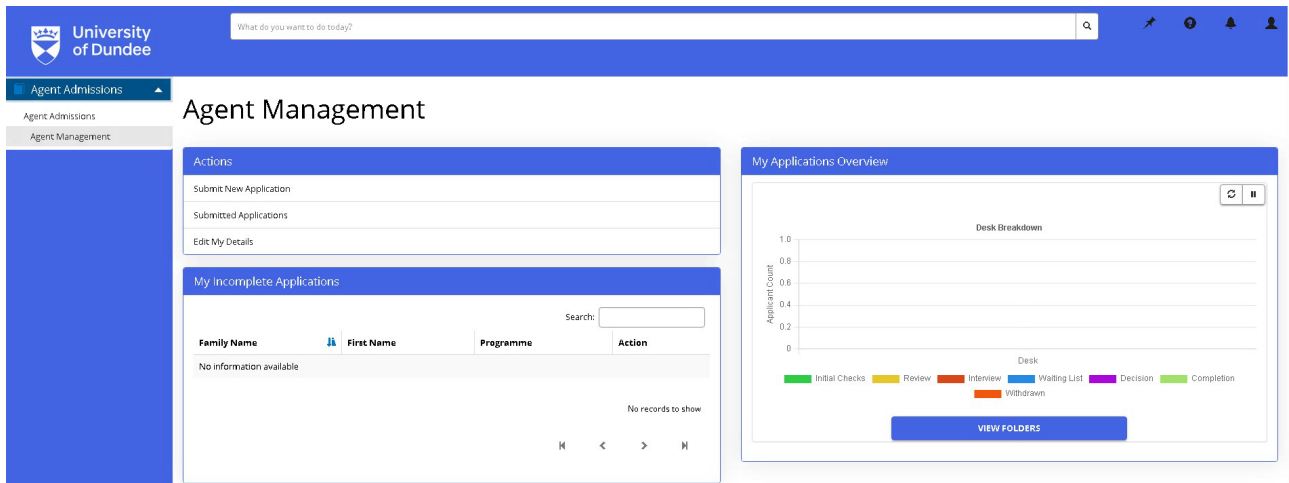 University
of Dundee
What do you want to do today?
Agent Admissions
Agent Admissions
Agent Management
Agent Management
Actions
Submit New Application
Submitted Applications
Edit My Details
My Incomplete Applications
Search:
Family Name First Name Programme Action
No information available
No records to show
My Applications Overview
Desk Breakdown
Applicant Count
1.0
0.8
0.6
0.4
0.2
0
Desk
Initial Checks Review Interview Waiting List Decision Completion
Withdrawn
VIEW FOLDERS